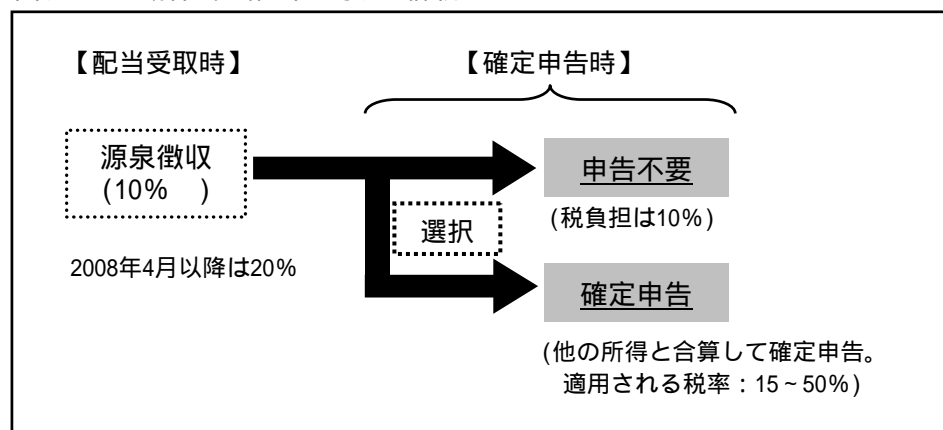 【配当受取時】
【確定申告時】
源泉徴収
(10% )
申告不要
(税負担は10%)
選択
2008年4月以降は20%
確定申告
(他の所得と合算して確定申告。
適用される税率：15～50%)